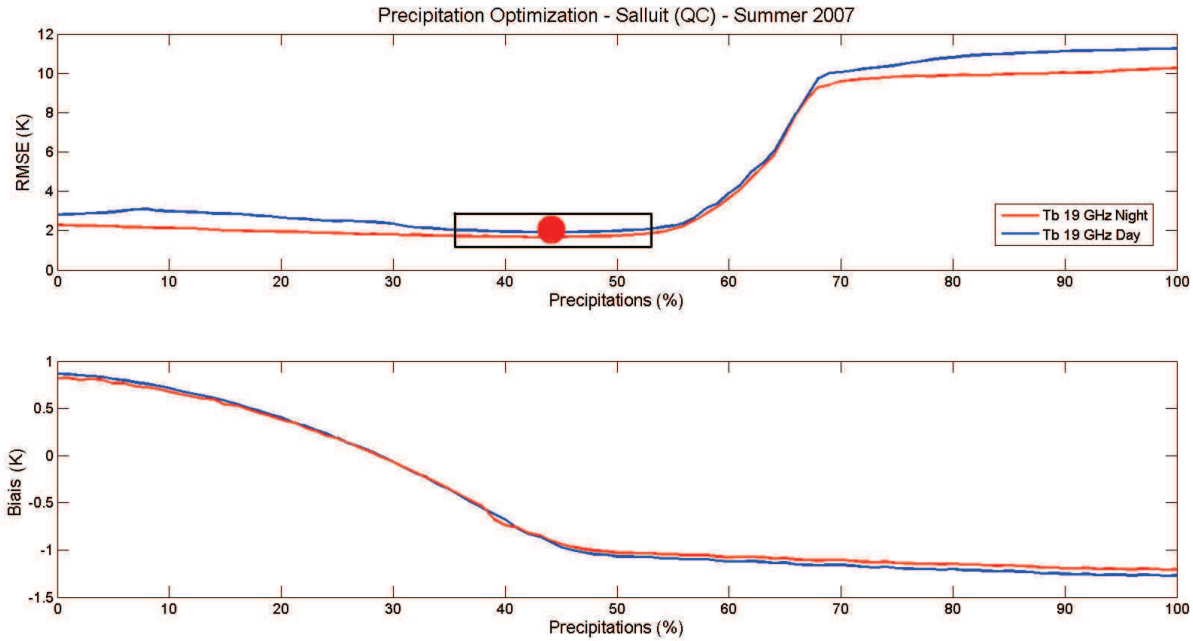 Precipitation Optimization - Salluit (QC) - Summer 2007
12
10
8
6
4
2
0
RMSE (K)
Tb 19 GHz Night
Tb 19 GHz Day
0 10 20 30 40 50 60 70 80 90 100
Precipitations (%)
1
0.5
0
-0.5
-1
-1.5
Biais (K)
0 10 20 30 40 50 60 70 80 90 100
Precipitations (%)